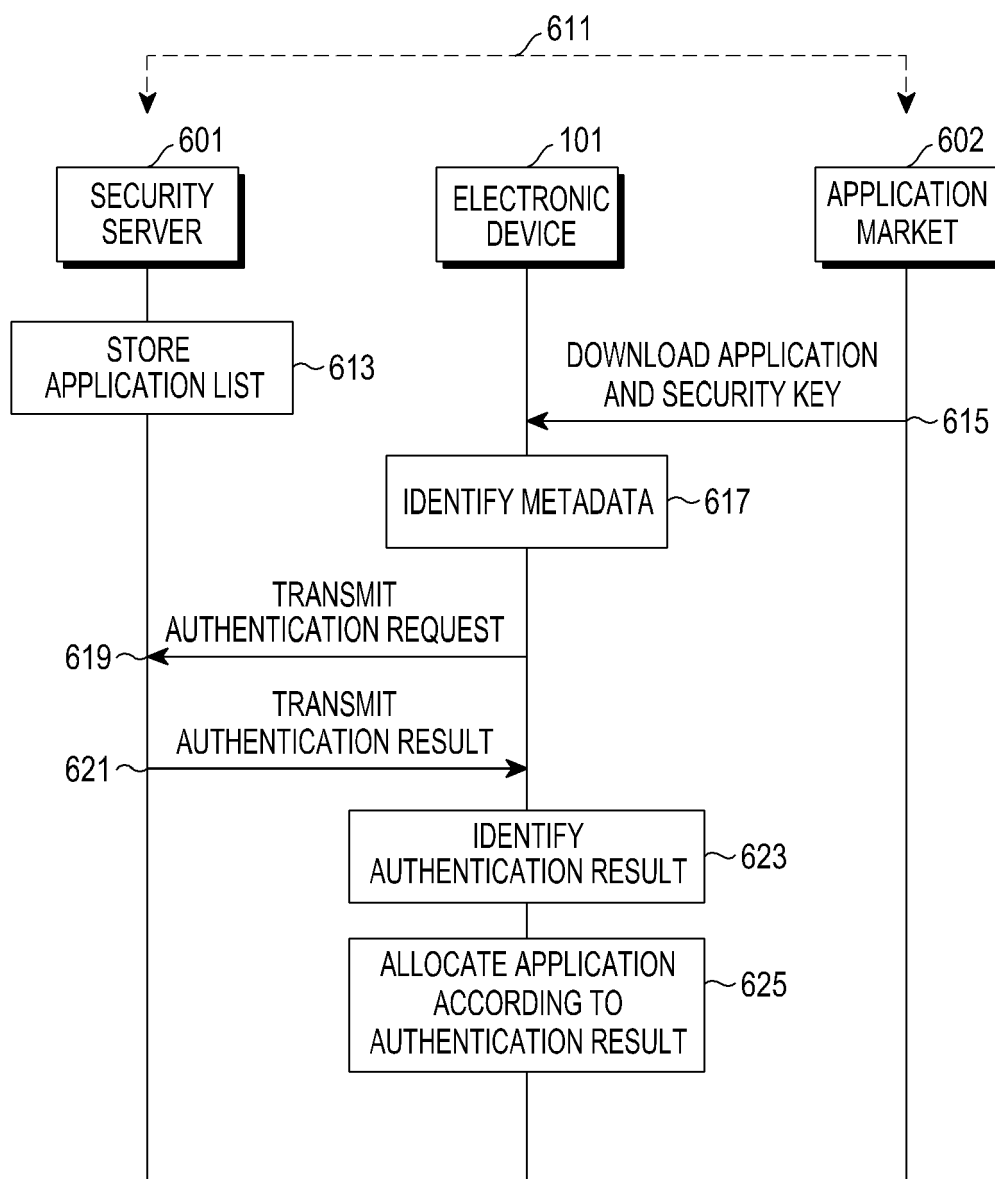 611
601
101
602
SECURITY
SERVER
ELECTRONIC
DEVICE
APPLICATION
MARKET
STORE
APPLICATION LIST
613
DOWNLOAD APPLICATION
AND SECURITY KEY
615
IDENTIFY METADATA
617
TRANSMIT
AUTHENTICATION REQUEST
619
TRANSMIT
AUTHENTICATION RESULT
621
IDENTIFY
AUTHENTICATION RESULT
623
ALLOCATE APPLICATION
ACCORDING TO
AUTHENTICATION RESULT
625